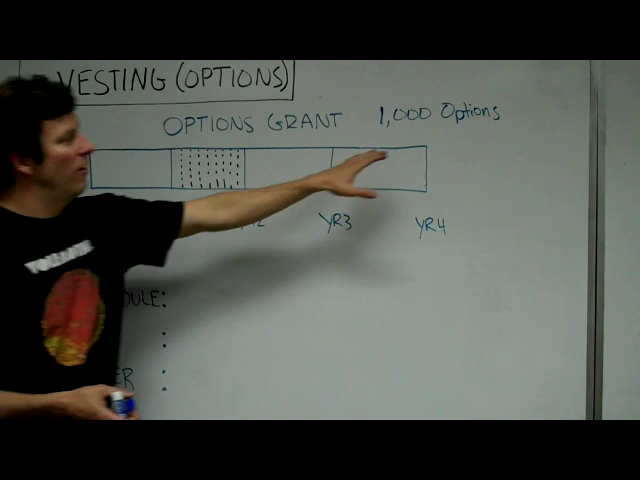 VESTING (OPTIONS)
OPTIONS GRANT 1,000 Options
YR3 YR4
:
:
: